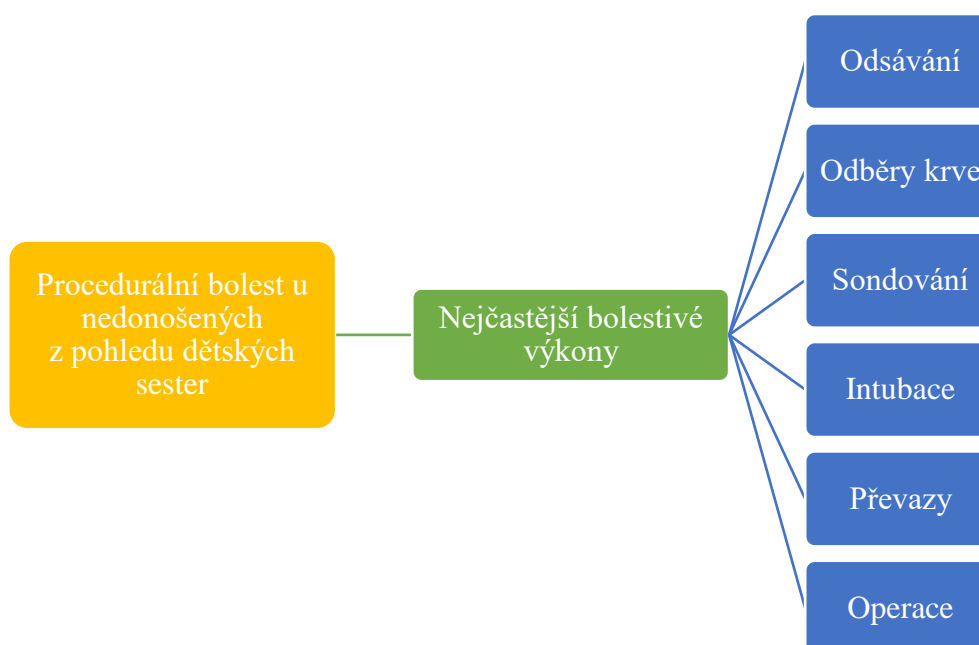 Procedurální bolest u
nedonošených
z pohledu dětských
sester
Nejčastější bolestivé
výkony
Odsávání
Odběry krve
Sondování
Intubace
Převazy
Operace